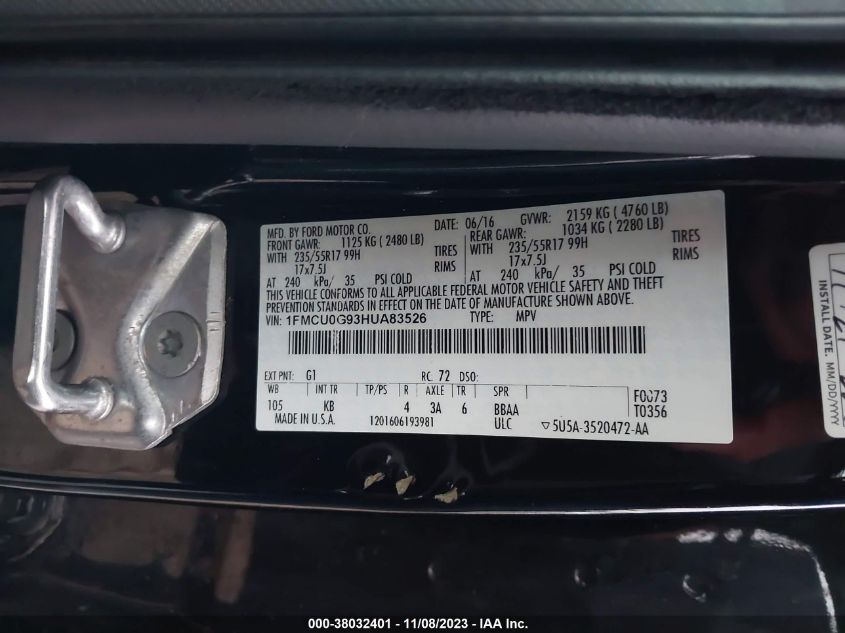 MFD. BY FORD MOTOR CO. DATE: 06/16 GVWR: 2159 KG ( 4760 LB)
FRONT GAWR: 1125 KG ( 2480 LB) REAR GAWR: 1034 KG ( 2280 LB)
WITH 235/55R17 99H TIRES WITH 235/55R17 99H TIRES
17x7.5J RIMS 17x7.5J RIMS
AT 240 kPa/ 35 PSI COLD AT 240 kPa/ 35 PSI COLD
THIS VEHICLE CONFORMS TO ALL APPLICABLE FEDERAL MOTOR VEHICLE SAFETY AND THEFT
PREVENTION STANDARDS IN EFFECT ON THE DATE OF MANUFACTURE SHOWN ABOVE.
VIN: 1FMCU0G93HUA83526 TYPE: MPV
EXT PNT: G1 RC: 72 DSO:
WB INT TR TP/PS R AXLE TR SPR
105 KB 4 3A 6 BBAA
T0356
MADE IN U.S.A. 1201606193981 ULC ▽5U5A-3520472-AA
INSTALL DATE. MM/DD/YYYY
000-38032401 - 11/08/2023 - IAA Inc.